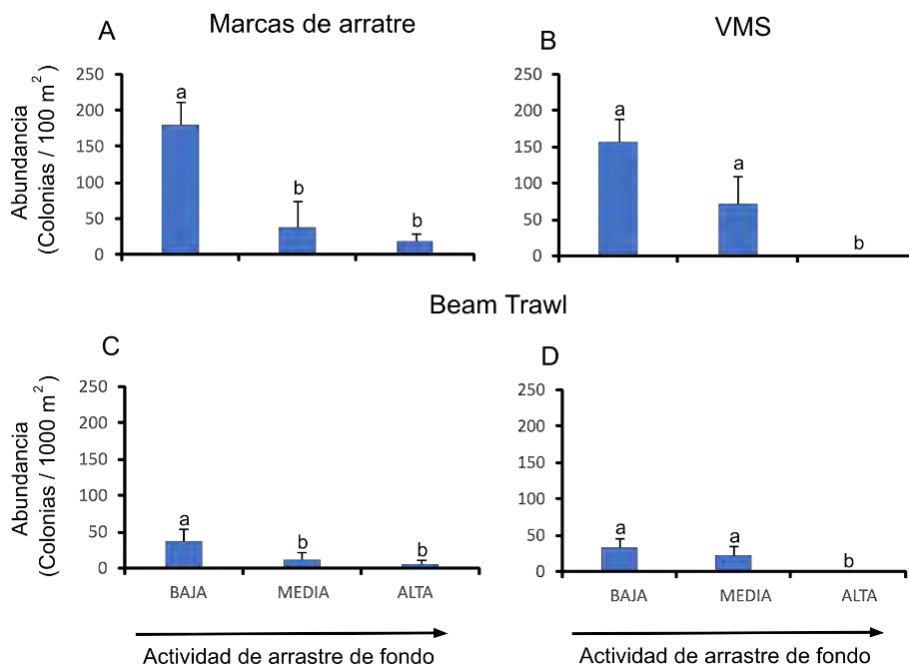 Marcas de arratre
VMS
A
B
Abundancia
(Colonias / 100 m²)
250
200
150
100
50
0
a
b
b
250
200
150
100
50
0
a
a
b
Beam Trawl
C
D
Abundancia
(Colonias / 1000 m²)
250
200
150
100
50
0
a
b
b
BAJA MEDIA ALTA
250
200
150
100
50
0
a
a
b
BAJA MEDIA ALTA
Actividad de arrastre de fondo
Actividad de arrastre de fondo